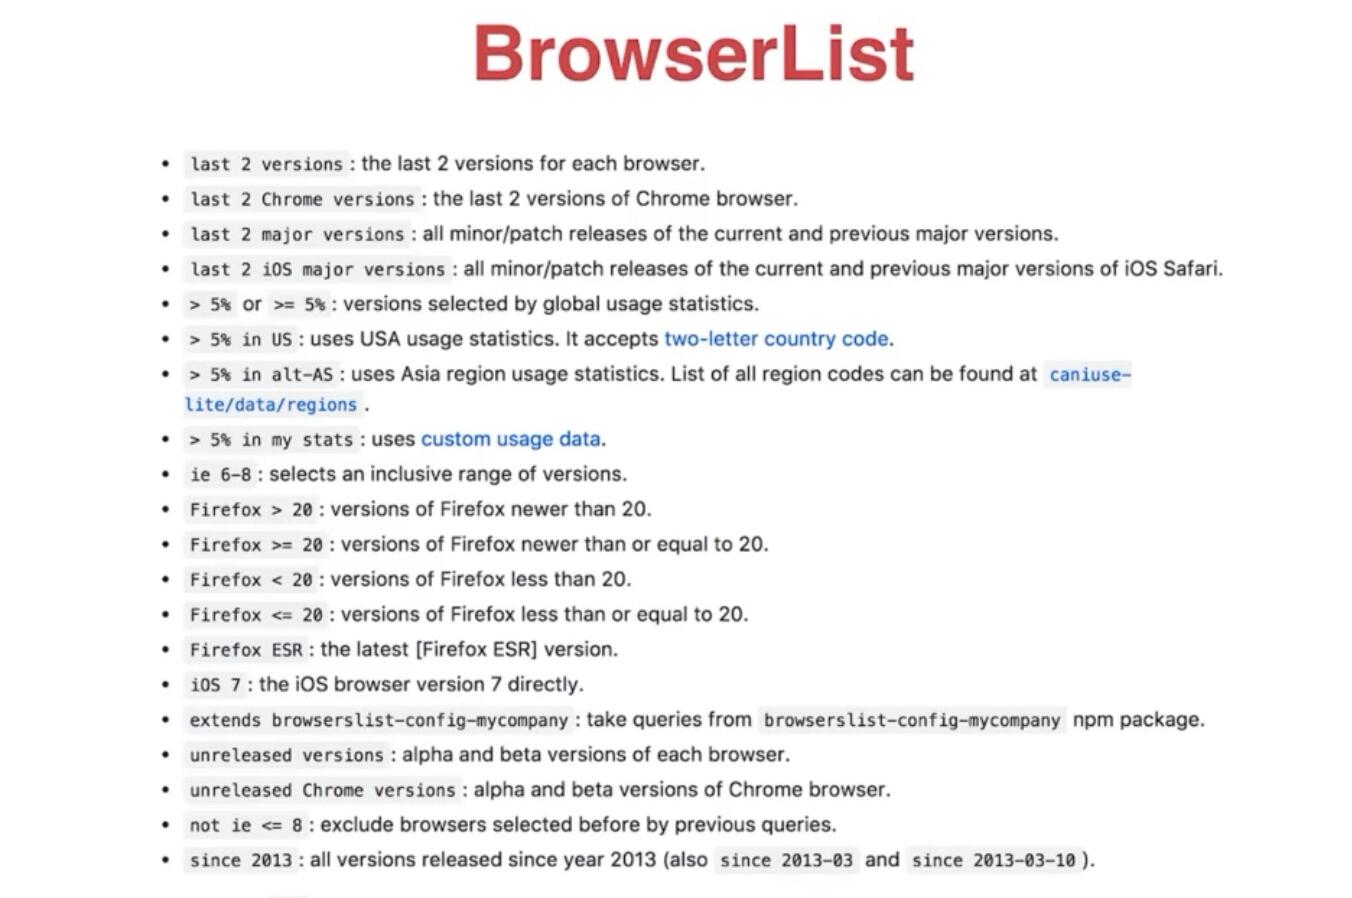 BrowserList
• last 2 versions : the last 2 versions for each browser.
• last 2 Chrome versions : the last 2 versions of Chrome browser.
• last 2 major versions : all minor/patch releases of the current and previous major versions.
• last 2 iOS major versions : all minor/patch releases of the current and previous major versions of iOS Safari.
• > 5% or >= 5% : versions selected by global usage statistics.
• > 5% in US : uses USA usage statistics. It accepts two-letter country code.
• > 5% in alt-AS : uses Asia region usage statistics. List of all region codes can be found at caniuse-
lite/data/regions .
• > 5% in my stats : uses custom usage data.
• ie 6-8 : selects an inclusive range of versions.
• Firefox > 20 : versions of Firefox newer than 20.
• Firefox >= 20 : versions of Firefox newer than or equal to 20.
• Firefox < 20 : versions of Firefox less than 20.
• Firefox <= 20 : versions of Firefox less than or equal to 20.
• Firefox ESR : the latest [Firefox ESR] version.
• iOS 7 : the iOS browser version 7 directly.
• extends browserslist-config-mycompany : take queries from browserslist-config-mycompany npm package.
• unreleased versions : alpha and beta versions of each browser.
• unreleased Chrome versions : alpha and beta versions of Chrome browser.
• not ie <= 8 : exclude browsers selected before by previous queries.
• since 2013 : all versions released since year 2013 (also since 2013-03 and since 2013-03-10 ).